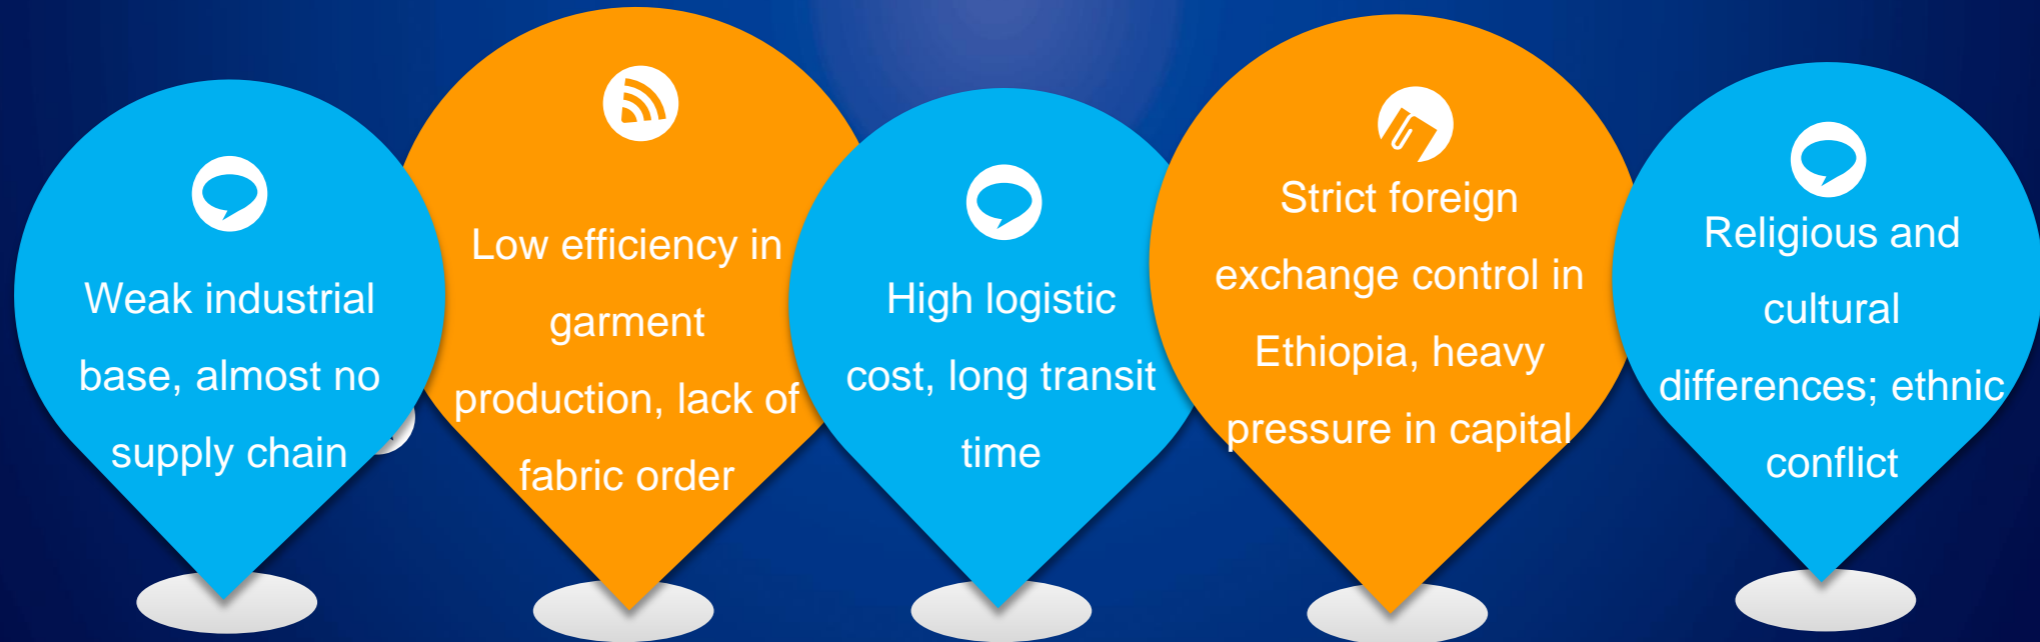 Weak industrial
base, almost no
supply chain
Low efficiency in
garment
production, lack of
fabric order
High logistic
cost, long transit
time
Strict foreign
exchange control in
Ethiopia, heavy
pressure in capital
Religious and
cultural
differences; ethnic
conflict